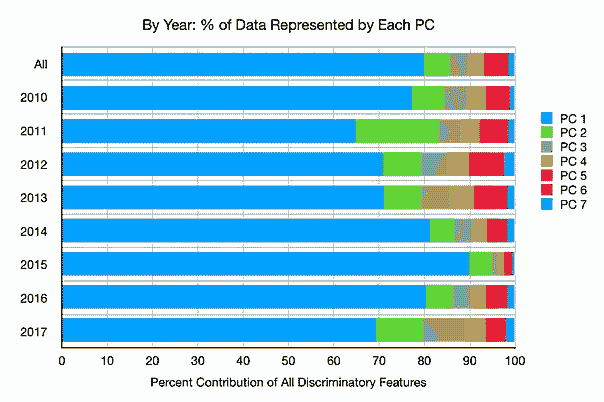 By Year: % of Data Represented by Each PC
All
2010
2011
2012
2013
2014
2015
2016
2017
0 10 20 30 40 50 60 70 80 90 100
Percent Contribution of All Discriminatory Features
PC 1
PC 2
PC 3
PC 4
PC 5
PC 6
PC 7